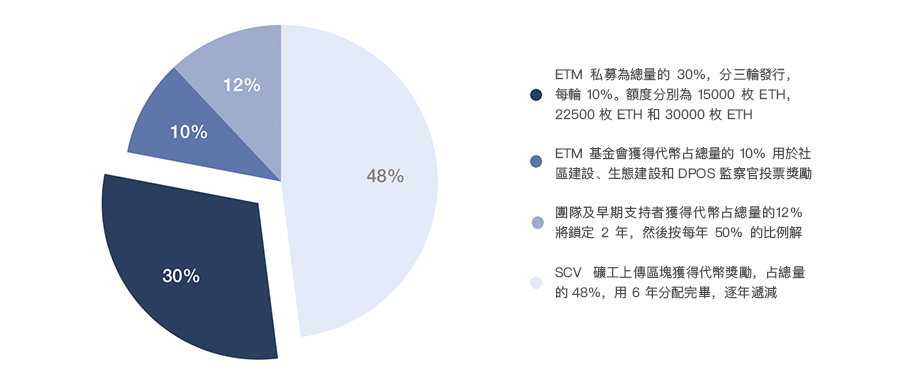 12%
10%
48%
30%
ETM 私募為總量的 30%，分三輪發行，
每輪 10%。額度分別為 15000 枚 ETH，
22500 枚 ETH 和 30000 枚 ETH
ETM 基金會獲得代幣占總量的 10% 用於社
區建設、生態建設和 DPOS 監察官投票獎勵
團隊及早期支持者獲得代幣占總量的12%
將鎖定 2 年，然後按每年 50% 的比例解
SCV 礦工上傳區塊獲得代幣獎勵，占總量
的 48%，用 6 年分配完畢，逐年遞減